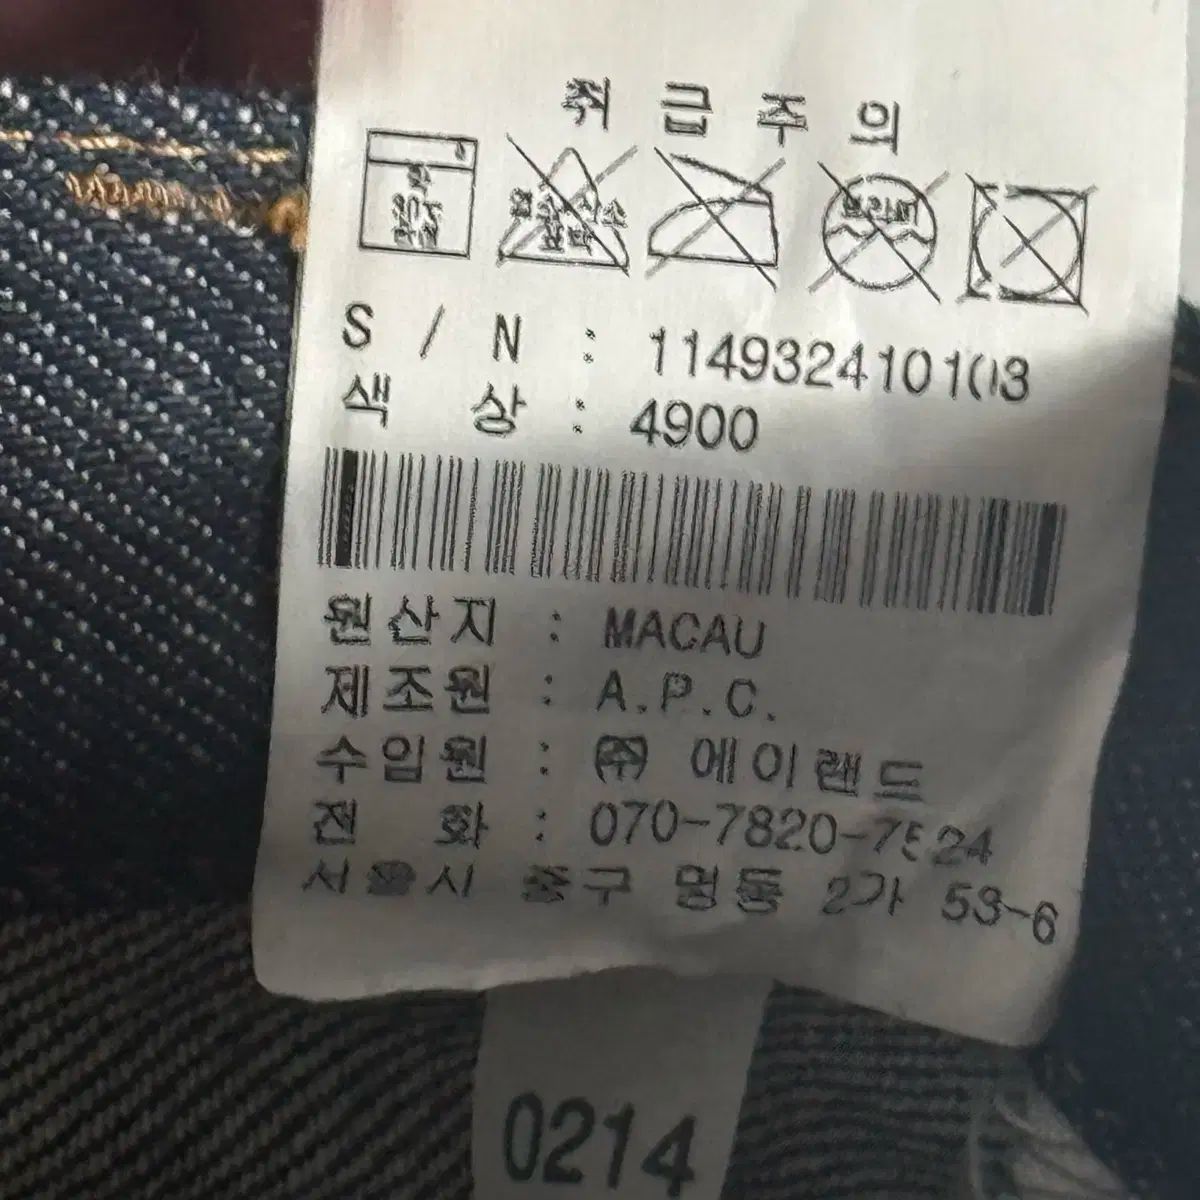 취급주의
S / N : 114932410103
색 상 : 4900
원산지 : MACAU
제조원 : A.P.C.
수입원 : ㈜ 에이랜드
전 화 : 070-7820-7524
서울시 중구 명동 2가 53-6
0214